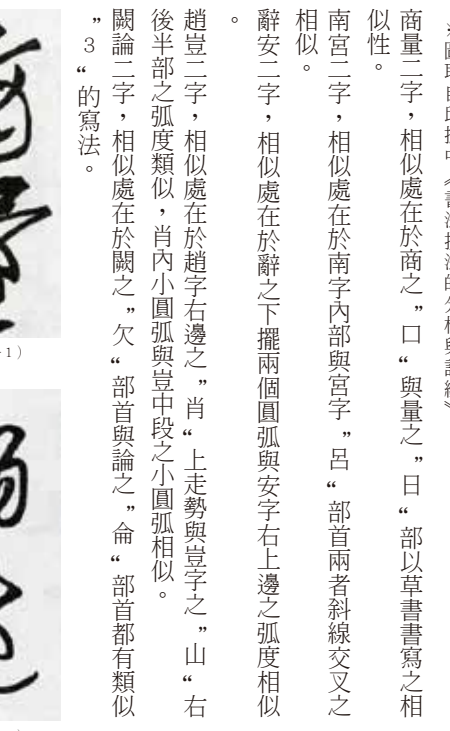 商量二字，相似處在於商之”口“與量之”日“部以草書書寫之相
似性。
南宮二字，相似處在於南字內部與宮字”呂“部首兩者斜線交叉之
相似。
辭安二字，相似處在於辭之下擺兩個圓弧與安字右上邊之弧度相似
。
趙豈二字，相似處在於趙字右邊之”肖“上走勢與豈字之”山“右
後半部之弧度類似，肖內小圓弧與豈中段之小圓弧相似。
闕論二字，相似處在於闕之”欠“部首與論之”侖“部首都有類似
”3“的寫法。
1）